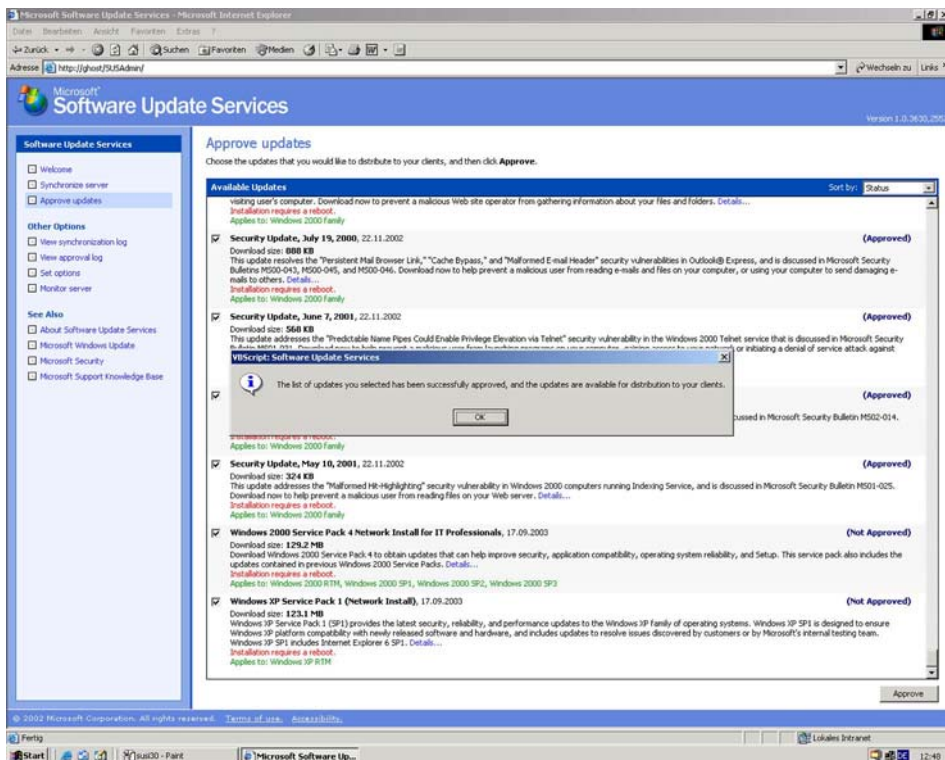 Microsoft Software Update Services - Microsoft Internet Explorer
Datei Bearbeiten Ansicht Favoriten Extras ?
Zurück Suchen Favoriten Medien
Adresse http://ghost/SUSAdmin/ Wechseln zu Links
Microsoft
Software Update Services
Software Update Services
Welcome
Synchronize server
Approve updates
Other Options
View synchronization log
View approval log
Set options
Monitor server
See Also
About Software Update Services
Microsoft Windows Update
Microsoft Security
Microsoft Support Knowledge Base
Approve updates
Choose the updates that you would like to distribute to your clients, and then click Approve.
Available Updates Sort by: Status
visiting user's computer. Download now to prevent a malicious Web site operator from gathering information about your files and folders. Details...
Installation requires a reboot.
Applies to: Windows 2000 family
Security Update, July 19, 2000, 22.11.2002 (Approved)
Download size: 880 KB
This update resolves the "Persistent Mail Browser Link," "Cache Bypass," and "Malformed E-mail Header" security vulnerabilities in Outlook® Express, and is discussed in Microsoft Security
Bulletins MS00-043, MS00-045, and MS00-046. Download now to help prevent a malicious user from reading e-mails and files on your computer, or using your computer to send damaging e-
mails to others. Details...
Installation requires a reboot.
Applies to: Windows 2000 family
Security Update, June 7, 2001, 22.11.2002 (Approved)
Download size: 568 KB
This update addresses the "Predictable Name Pipes Could Enable Privilege Elevation via Telnet" security vulnerability in the Windows 2000 Telnet service that is discussed in Microsoft Security
or initiating a denial of service attack against
VBScript: Software Update Services
The list of updates you selected has been successfully approved, and the updates are available for distribution to your clients.
OK
(Approved)
discussed in Microsoft Security Bulletin MS02-014.
Installation requires a reboot.
Applies to: Windows 2000 family
Security Update, May 10, 2001, 22.11.2002 (Approved)
Download size: 324 KB
This update addresses the "Malformed Hit-Highlighting" security vulnerability in Windows 2000 computers running Indexing Service, and is discussed in Microsoft Security Bulletin MS01-025.
Download now to help prevent a malicious user from reading files on your Web server. Details...
Installation requires a reboot.
Applies to: Windows 2000 family
Windows 2000 Service Pack 4 Network Install for IT Professionals, 17.09.2003 (Not Approved)
Download size: 129.2 MB
Download Windows 2000 Service Pack 4 to obtain updates that can help improve security, application compatibility, operating system reliability, and Setup. This service pack also includes the
updates contained in previous Windows 2000 Service Packs. Details...
Installation requires a reboot.
Applies to: Windows 2000 RTM, Windows 2000 SP1, Windows 2000 SP2, Windows 2000 SP3
Windows XP Service Pack 1 (Network Install), 17.09.2003 (Not Approved)
Download size: 123.1 MB
Windows XP Service Pack 1 (SP1) provides the latest security, reliability, and performance updates to the Windows XP family of operating systems. Windows XP SP1 is designed to ensure
Windows XP platform compatibility with newly released software and hardware, and includes updates to resolve issues discovered by customers or by Microsoft's internal testing team.
Windows XP SP1 includes Internet Explorer 6 SP1. Details...
Installation requires a reboot.
Applies to: Windows XP RTM
Approve
© 2002 Microsoft Corporation. All rights reserved. Terms of use. Accessibility.
Fertig Lokales Intranet
Start susi30 - Paint Microsoft Software Up... DE 12:48